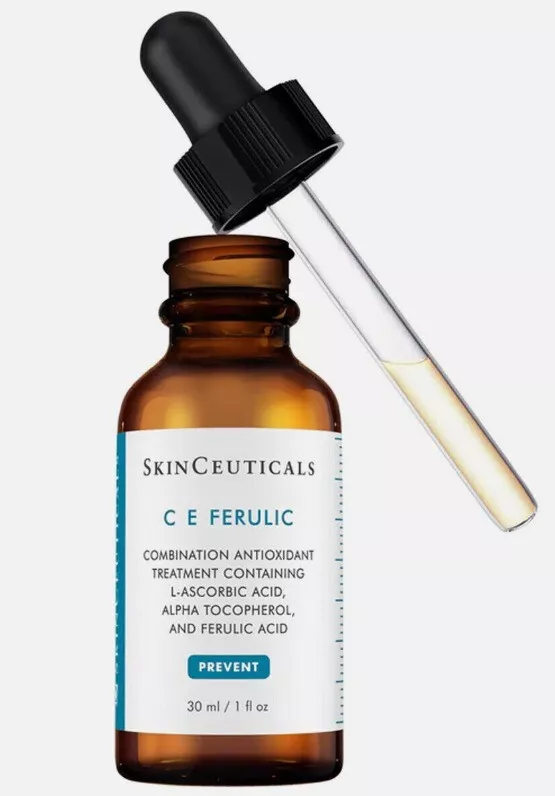 SKINCEUTICALS
C E FERULIC
COMBINATION ANTIOXIDANT
TREATMENT CONTAINING
L-ASCORBIC ACID,
ALPHA TOCOPHEROL,
AND FERULIC ACID
PREVENT
30 ml / 1 fl oz